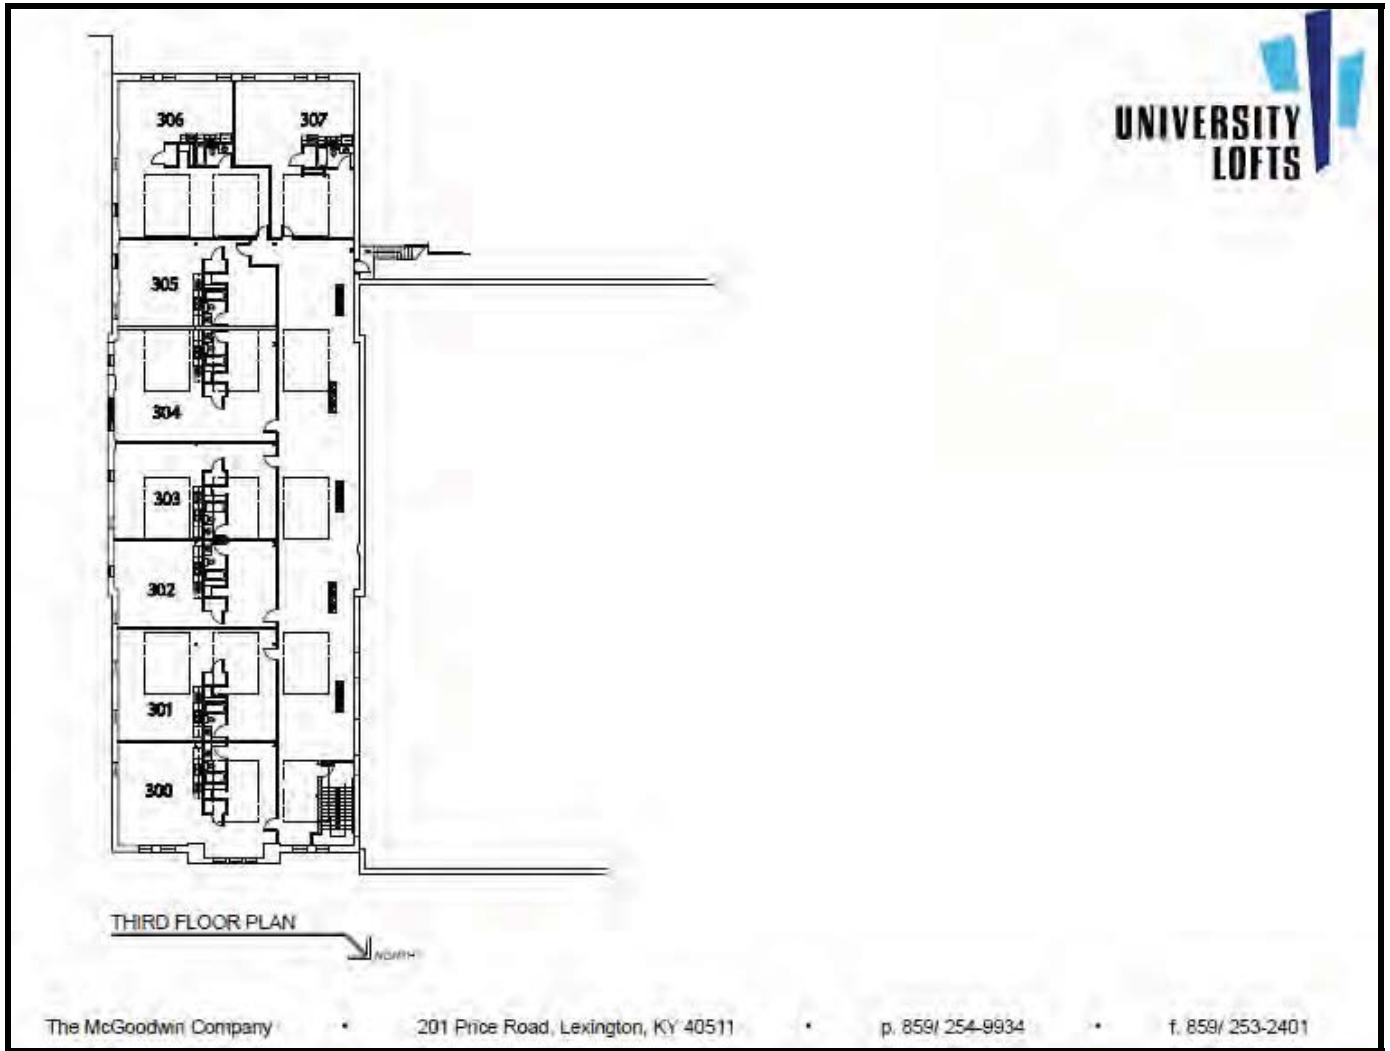 UNIVERSITY
LOFTS
306
307
305
304
303
302
301
300
THIRD FLOOR PLAN
NORTH
The McGoodwin Company • 201 Price Road, Lexington, KY 40511 • p. 859/ 254-9934 • f. 859/ 253-2401